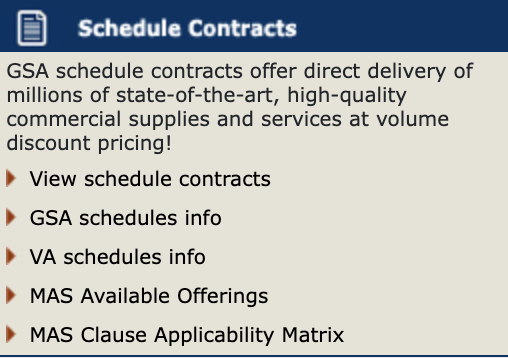 Schedule Contracts
GSA schedule contracts offer direct delivery of
millions of state-of-the-art, high-quality
commercial supplies and services at volume
discount pricing!
View schedule contracts
GSA schedules info
VA schedules info
MAS Available Offerings
MAS Clause Applicability Matrix